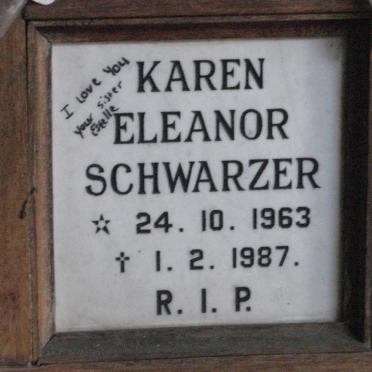 I love You
your sister
Estelle
KAREN
ELEANOR
SCHWARZER
☆ 24. 10. 1963
† 1. 2. 1987.
R. I. P.